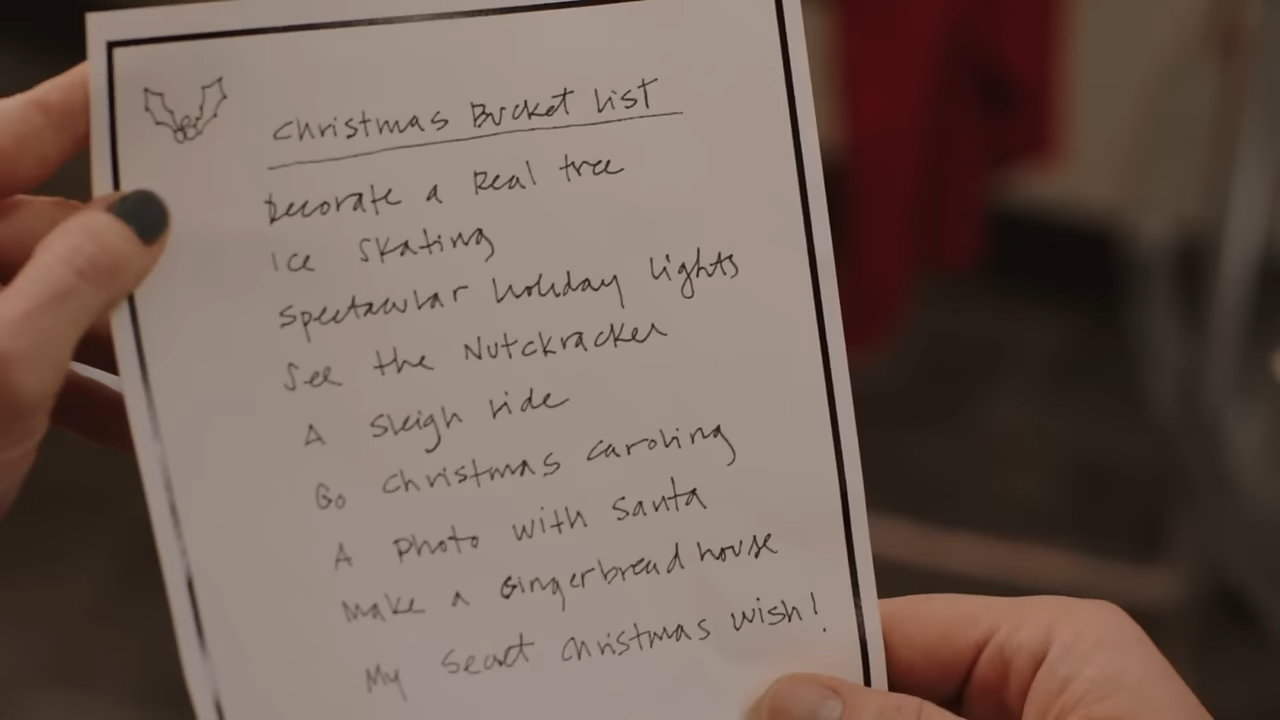 Christmas Bucket List
Decorate a Real tree
Ice Skating
Spectacular holiday lights
See the Nutckracker
A Sleigh ride
Go Christmas caroling
A photo with Santa
Make a Gingerbread house
My Secret Christmas wish!